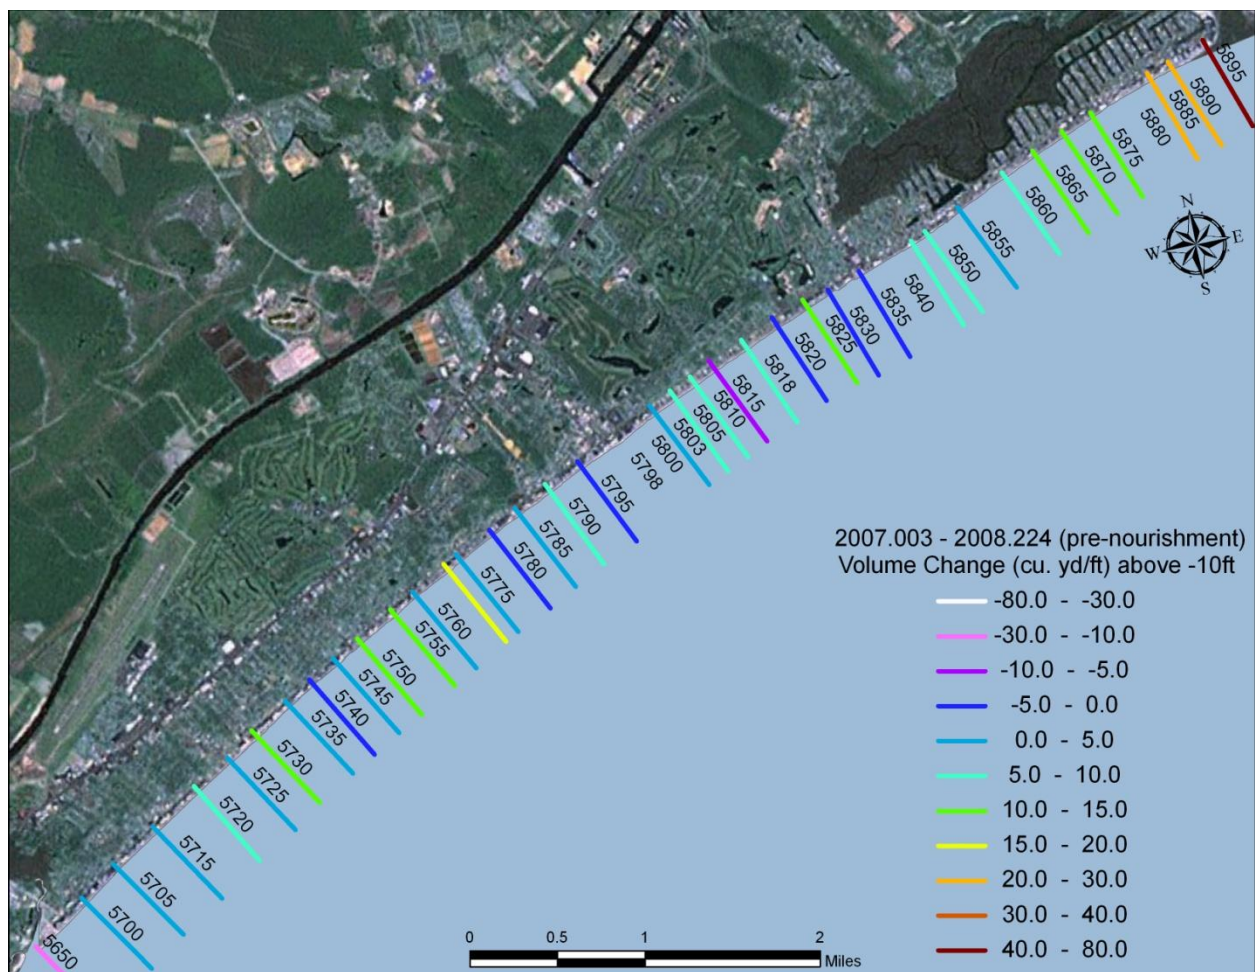 5895
5890
5885
5880
5875
5870
5865
5860
5855
5850
5840
5835
5830
5825
5820
5818
5815
5810
5805
5803
5800
5798
5795
5790
5785
5780
5775
5760
5755
5750
5745
5740
5735
5730
5725
5720
5715
5705
5700
5650
N
W E
S
2007.003 - 2008.224 (pre-nourishment)
Volume Change (cu. yd/ft) above -10ft
-80.0 - -30.0
-30.0 - -10.0
-10.0 - -5.0
-5.0 - 0.0
0.0 - 5.0
5.0 - 10.0
10.0 - 15.0
15.0 - 20.0
20.0 - 30.0
30.0 - 40.0
40.0 - 80.0
0 0.5 1 2
Miles